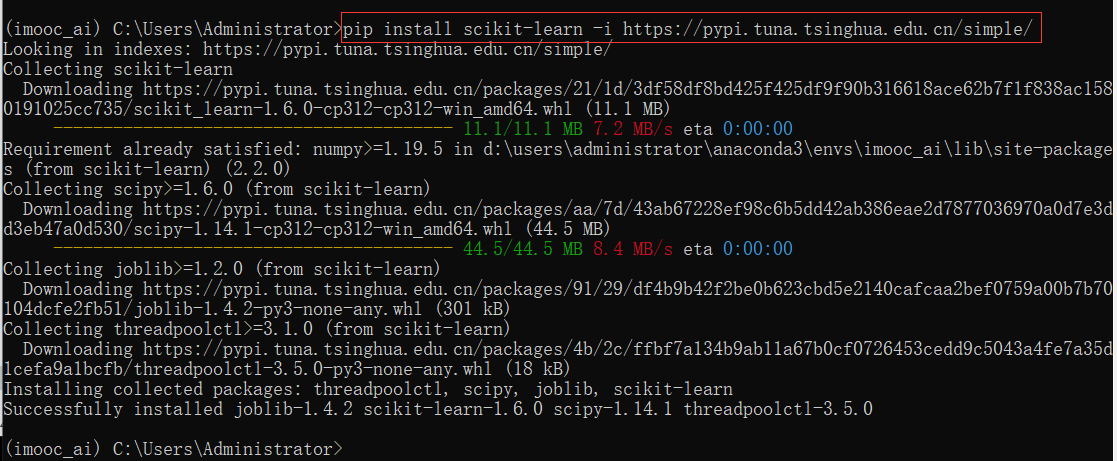 (imooc_ai) C:\Users\Administrator>pip install scikit-learn -i https://pypi.tuna.tsinghua.edu.cn/simple/
Looking in indexes: https://pypi.tuna.tsinghua.edu.cn/simple/
Collecting scikit-learn
  Downloading https://pypi.tuna.tsinghua.edu.cn/packages/21/1d/3df58df8bd425f425df9f90b316618ace62b7f1f838ac158
0191025cc735/scikit_learn-1.6.0-cp312-cp312-win_amd64.whl (11.1 MB)
     ---------------------------------------- 11.1/11.1 MB 7.2 MB/s eta 0:00:00
Requirement already satisfied: numpy>=1.19.5 in d:\users\administrator\anaconda3\envs\imooc_ai\lib\site-package
s (from scikit-learn) (2.2.0)
Collecting scipy>=1.6.0 (from scikit-learn)
  Downloading https://pypi.tuna.tsinghua.edu.cn/packages/aa/7d/43ab67228ef98c6b5dd42ab386eae2d7877036970a0d7e3d
d3eb47a0d530/scipy-1.14.1-cp312-cp312-win_amd64.whl (44.5 MB)
     ---------------------------------------- 44.5/44.5 MB 8.4 MB/s eta 0:00:00
Collecting joblib>=1.2.0 (from scikit-learn)
  Downloading https://pypi.tuna.tsinghua.edu.cn/packages/91/29/df4b9b42f2be0b623cbd5e2140cafcaa2bef0759a00b7b70
104dcfe2fb51/joblib-1.4.2-py3-none-any.whl (301 kB)
Collecting threadpoolctl>=3.1.0 (from scikit-learn)
  Downloading https://pypi.tuna.tsinghua.edu.cn/packages/4b/2c/ffbf7a134b9ab11a67b0cf0726453cedd9c5043a4fe7a35d
1cefa9a1bcfb/threadpoolctl-3.5.0-py3-none-any.whl (18 kB)
Installing collected packages: threadpoolctl, scipy, joblib, scikit-learn
Successfully installed joblib-1.4.2 scikit-learn-1.6.0 scipy-1.14.1 threadpoolctl-3.5.0
(imooc_ai) C:\Users\Administrator>